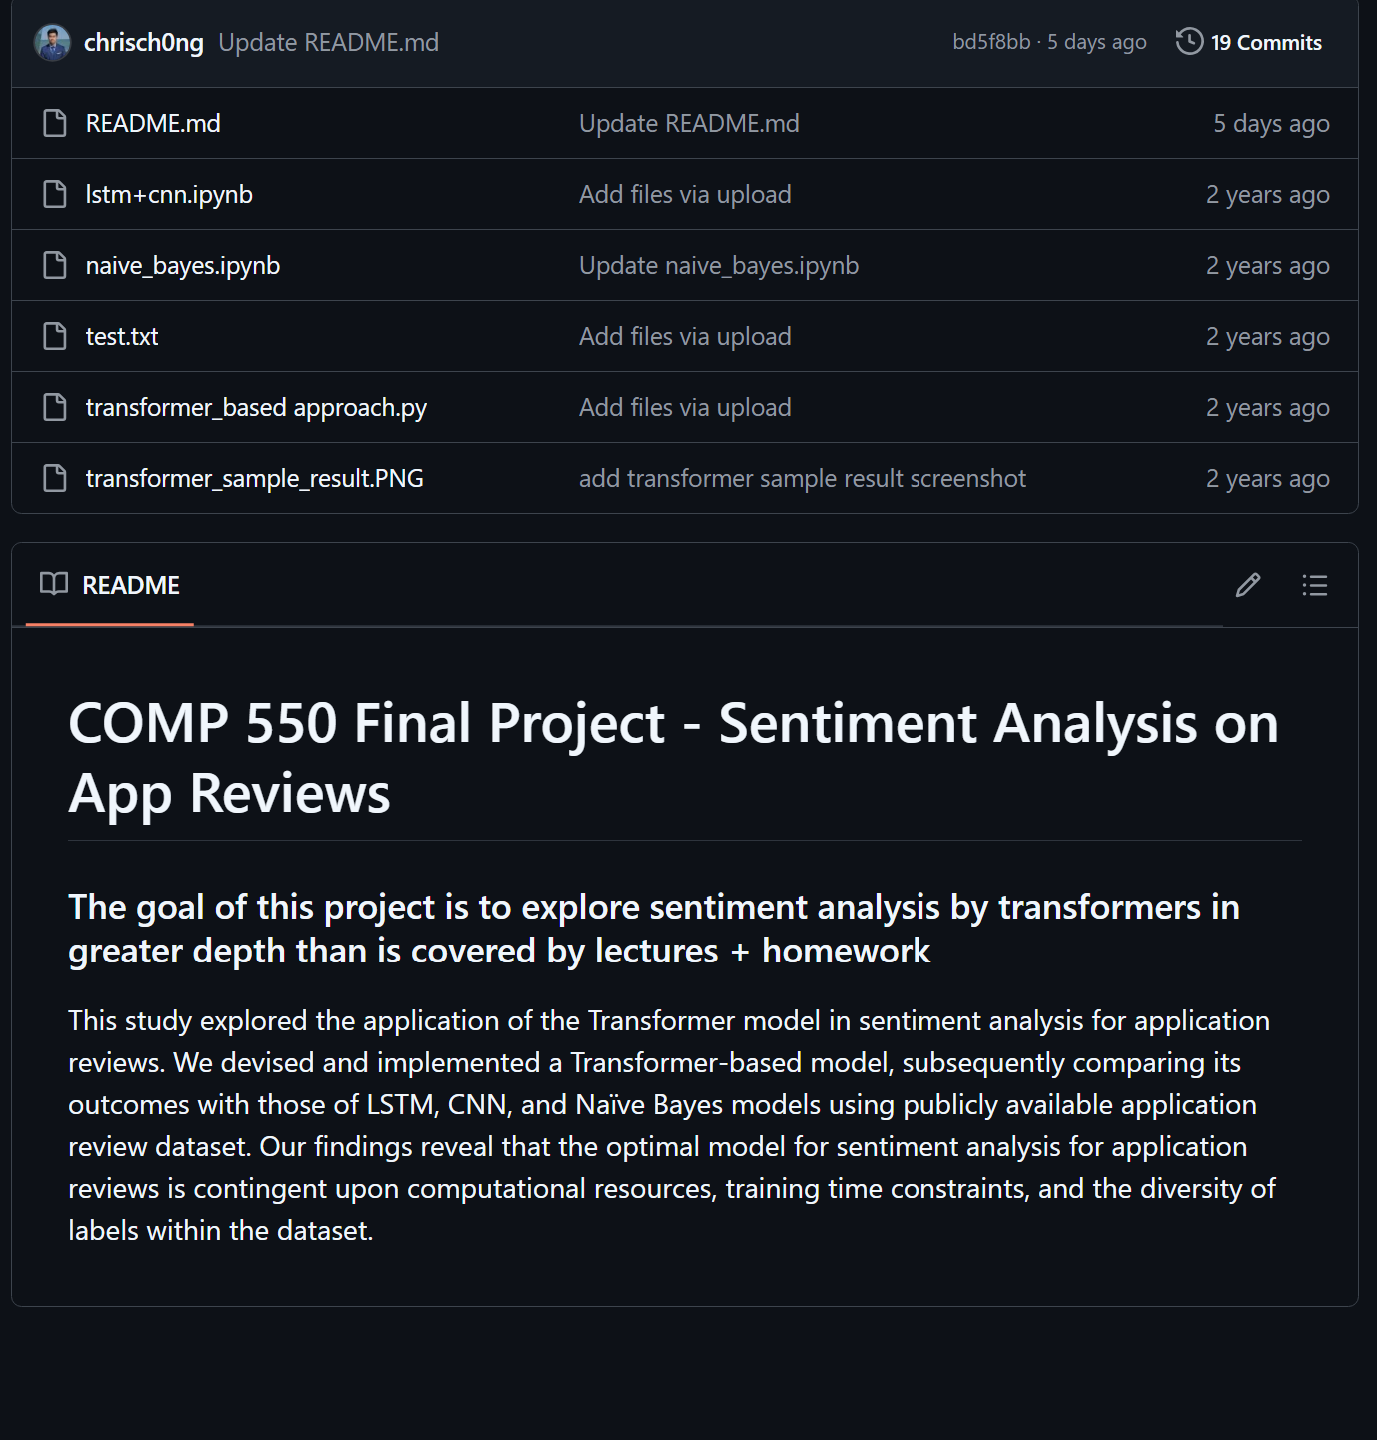 chrisch0ng Update README.md bd5f8bb · 5 days ago 19 Commits
README.md Update README.md 5 days ago
lstm+cnn.ipynb Add files via upload 2 years ago
naive_bayes.ipynb Update naive_bayes.ipynb 2 years ago
test.txt Add files via upload 2 years ago
transformer_based approach.py Add files via upload 2 years ago
transformer_sample_result.PNG add transformer sample result screenshot 2 years ago
README
COMP 550 Final Project - Sentiment Analysis on
App Reviews
The goal of this project is to explore sentiment analysis by transformers in
greater depth than is covered by lectures + homework
This study explored the application of the Transformer model in sentiment analysis for application
reviews. We devised and implemented a Transformer-based model, subsequently comparing its
outcomes with those of LSTM, CNN, and Naïve Bayes models using publicly available application
review dataset. Our findings reveal that the optimal model for sentiment analysis for application
reviews is contingent upon computational resources, training time constraints, and the diversity of
labels within the dataset.